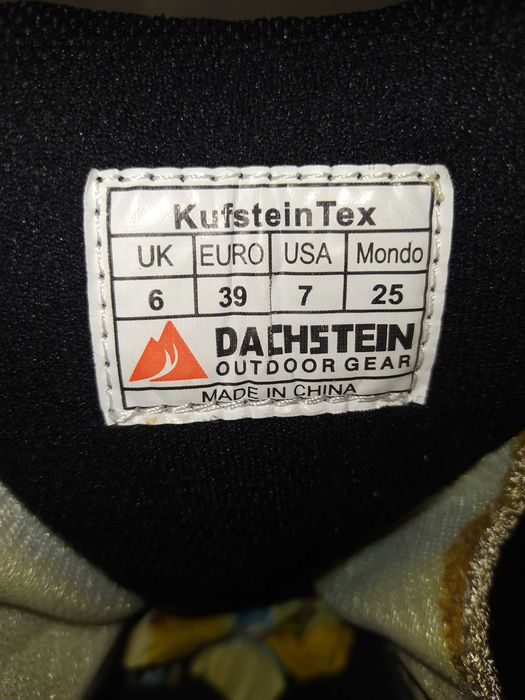 KufsteinTex
UK EURO USA Mondo
6 39 7 25
DACHSTEIN
OUTDOOR GEAR
MADE IN CHINA